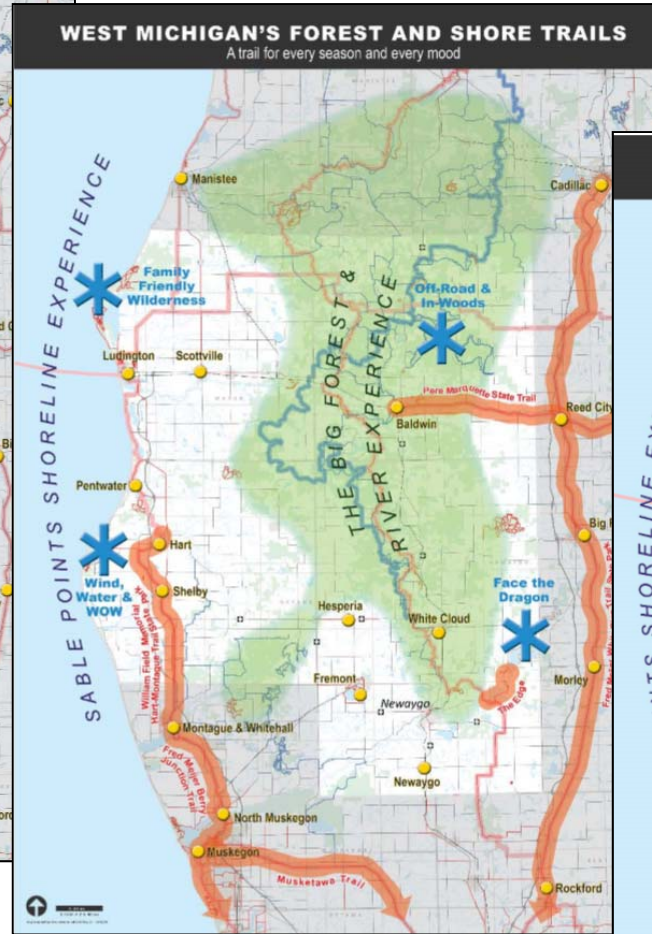 WEST MICHIGAN'S FOREST AND SHORE TRAILS
A trail for every season and every mood
SABLE POINTS SHORELINE EXPERIENCE
Manistee
Cadillac
Family
Friendly
Wilderness
Off-Road &
In-Woods
THE BIG FOREST &
RIVER EXPERIENCE
Ludington
Scottville
Pere Marquette State Trail
Baldwin
Reed City
Pentwater
Hart
Wind,
Water &
WOW
Shelby
William Field Memorial
Hart-Montague Trail State Park
Hesperia
White Cloud
Face the
Dragon
Fremont
Newaygo
The Edge
Morley
Montague & Whitehall
Fred Meijer Berry
Junction Trail
Newaygo
North Muskegon
Muskegon
Musketawa Trail
Rockford